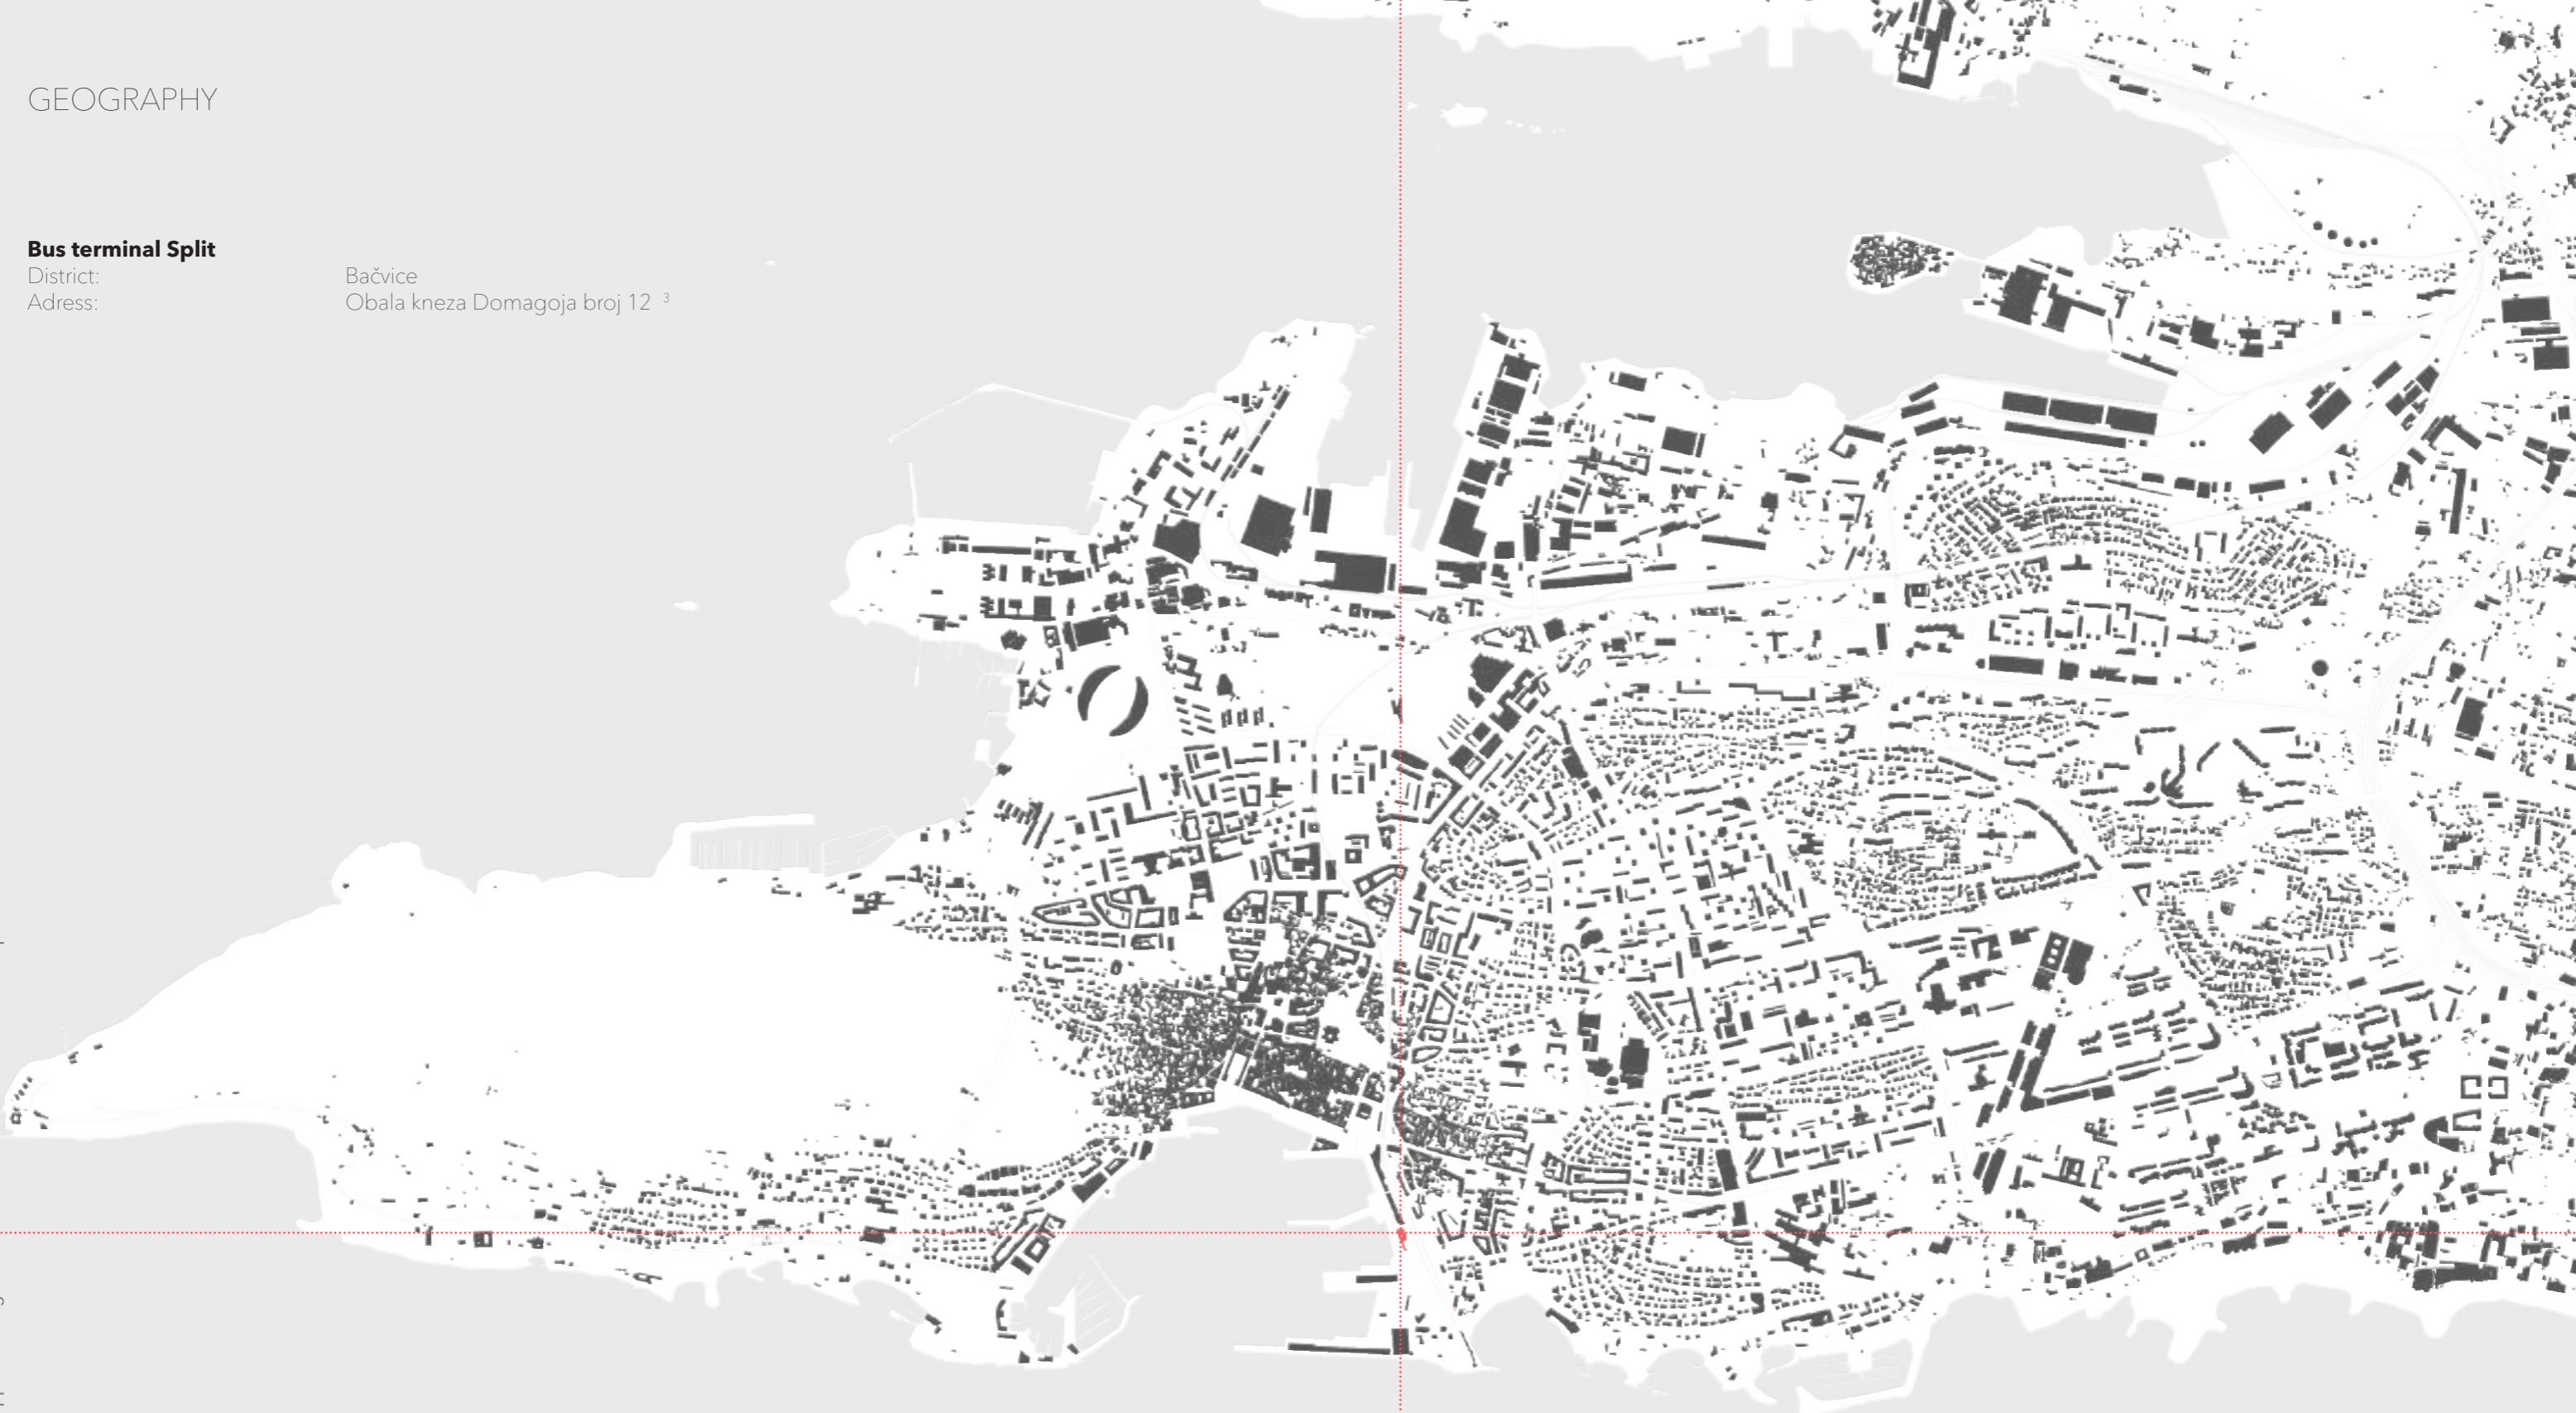 GEOGRAPHY
Bus terminal Split
District: Bačvice
Adress: Obala kneza Domagoja broj 12 3